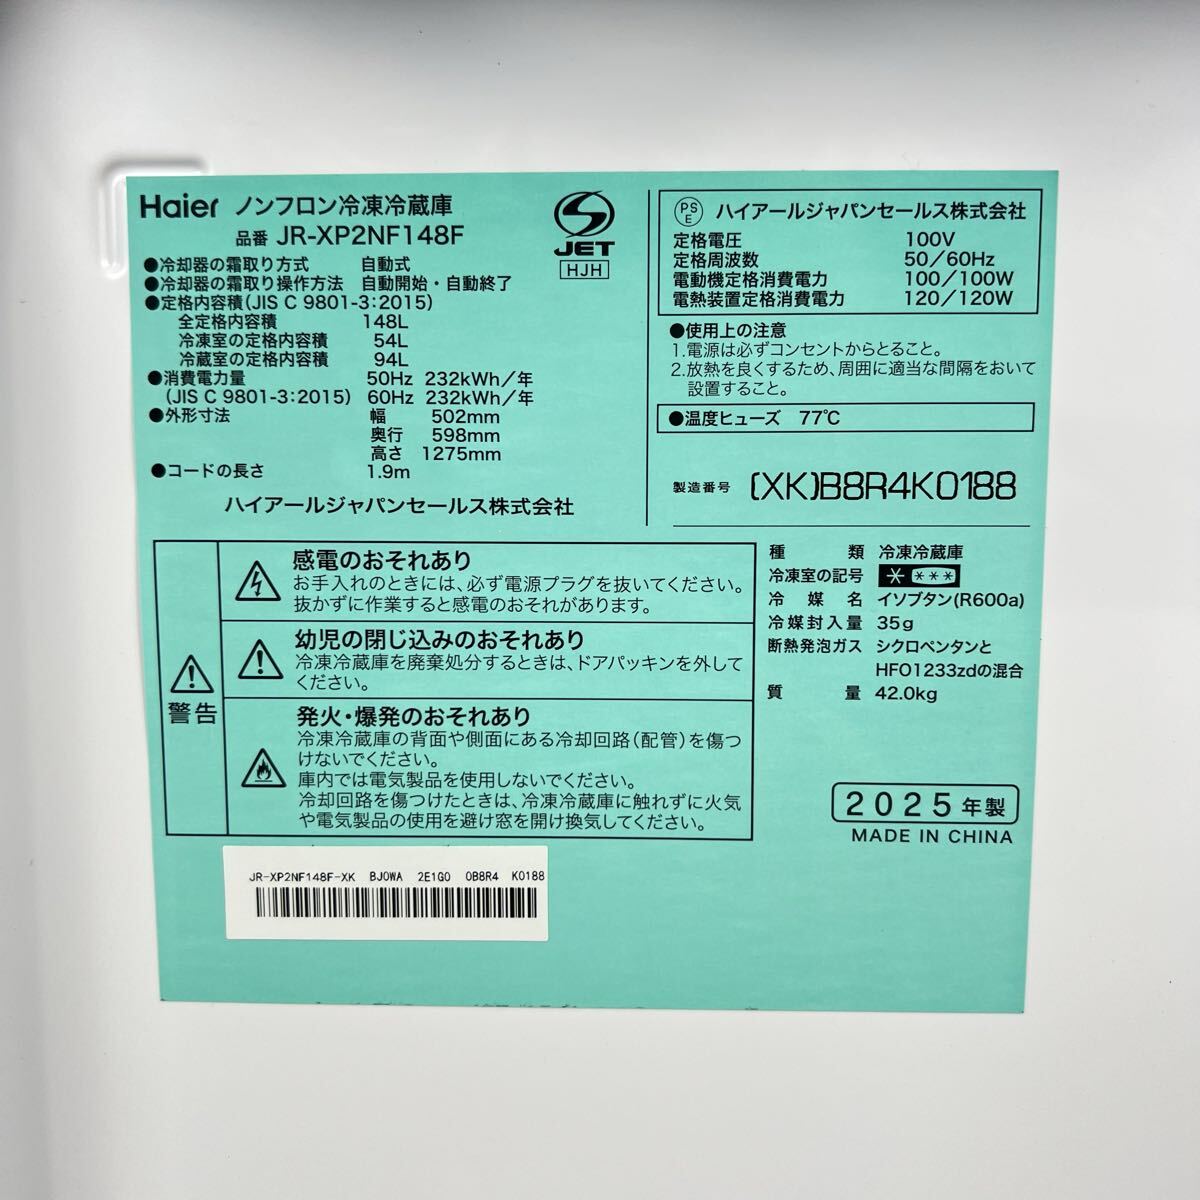 Haier ノンフロン冷凍冷蔵庫
品番 JR-XP2NF148F
●冷却器の霜取り方式 自動式
●冷却器の霜取り操作方法 自動開始・自動終了
●定格内容積(JIS C 9801-3:2015)
全定格内容積 148L
冷凍室の定格内容積 54L
冷蔵室の定格内容積 94L
●消費電力量 50Hz 232kWh/年
(JIS C 9801-3:2015) 60Hz 232kWh/年
●外形寸法 幅 502mm
奥行 598mm
高さ 1275mm
●コードの長さ 1.9m
ハイアールジャパンセールス株式会社
S
JET
HJH
PS
E
ハイアールジャパンセールス株式会社
定格電圧 100V
定格周波数 50/60Hz
電動機定格消費電力 100/100W
電熱装置定格消費電力 120/120W
●使用上の注意
1.電源は必ずコンセントからとること。
2.放熱を良くするため、周囲に適当な間隔をおいて
設置すること。
●温度ヒューズ 77℃
製造番号 (XK)B8R4K0188
警告
感電のおそれあり
お手入れのときには、必ず電源プラグを抜いてください。
抜かずに作業すると感電のおそれがあります。
幼児の閉じ込めのおそれあり
冷凍冷蔵庫を廃棄処分するときは、ドアパッキンを外して
ください。
発火・爆発のおそれあり
冷凍冷蔵庫の背面や側面にある冷却回路(配管)を傷つ
けないでください。
庫内では電気製品を使用しないでください。
冷却回路を傷つけたときは、冷凍冷蔵庫に触れずに火気
や電気製品の使用を避け窓を開け換気してください。
種類 冷凍冷蔵庫
冷凍室の記号 * ***
冷媒名 イソブタン(R600a)
冷媒封入量 35g
断熱発泡ガス シクロペンタンと
HFO1233zdの混合
質量 42.0kg
2025年製
MADE IN CHINA
JR-XP2NF148F-XK BJ0WA 2E1G0 0B8R4 K0188